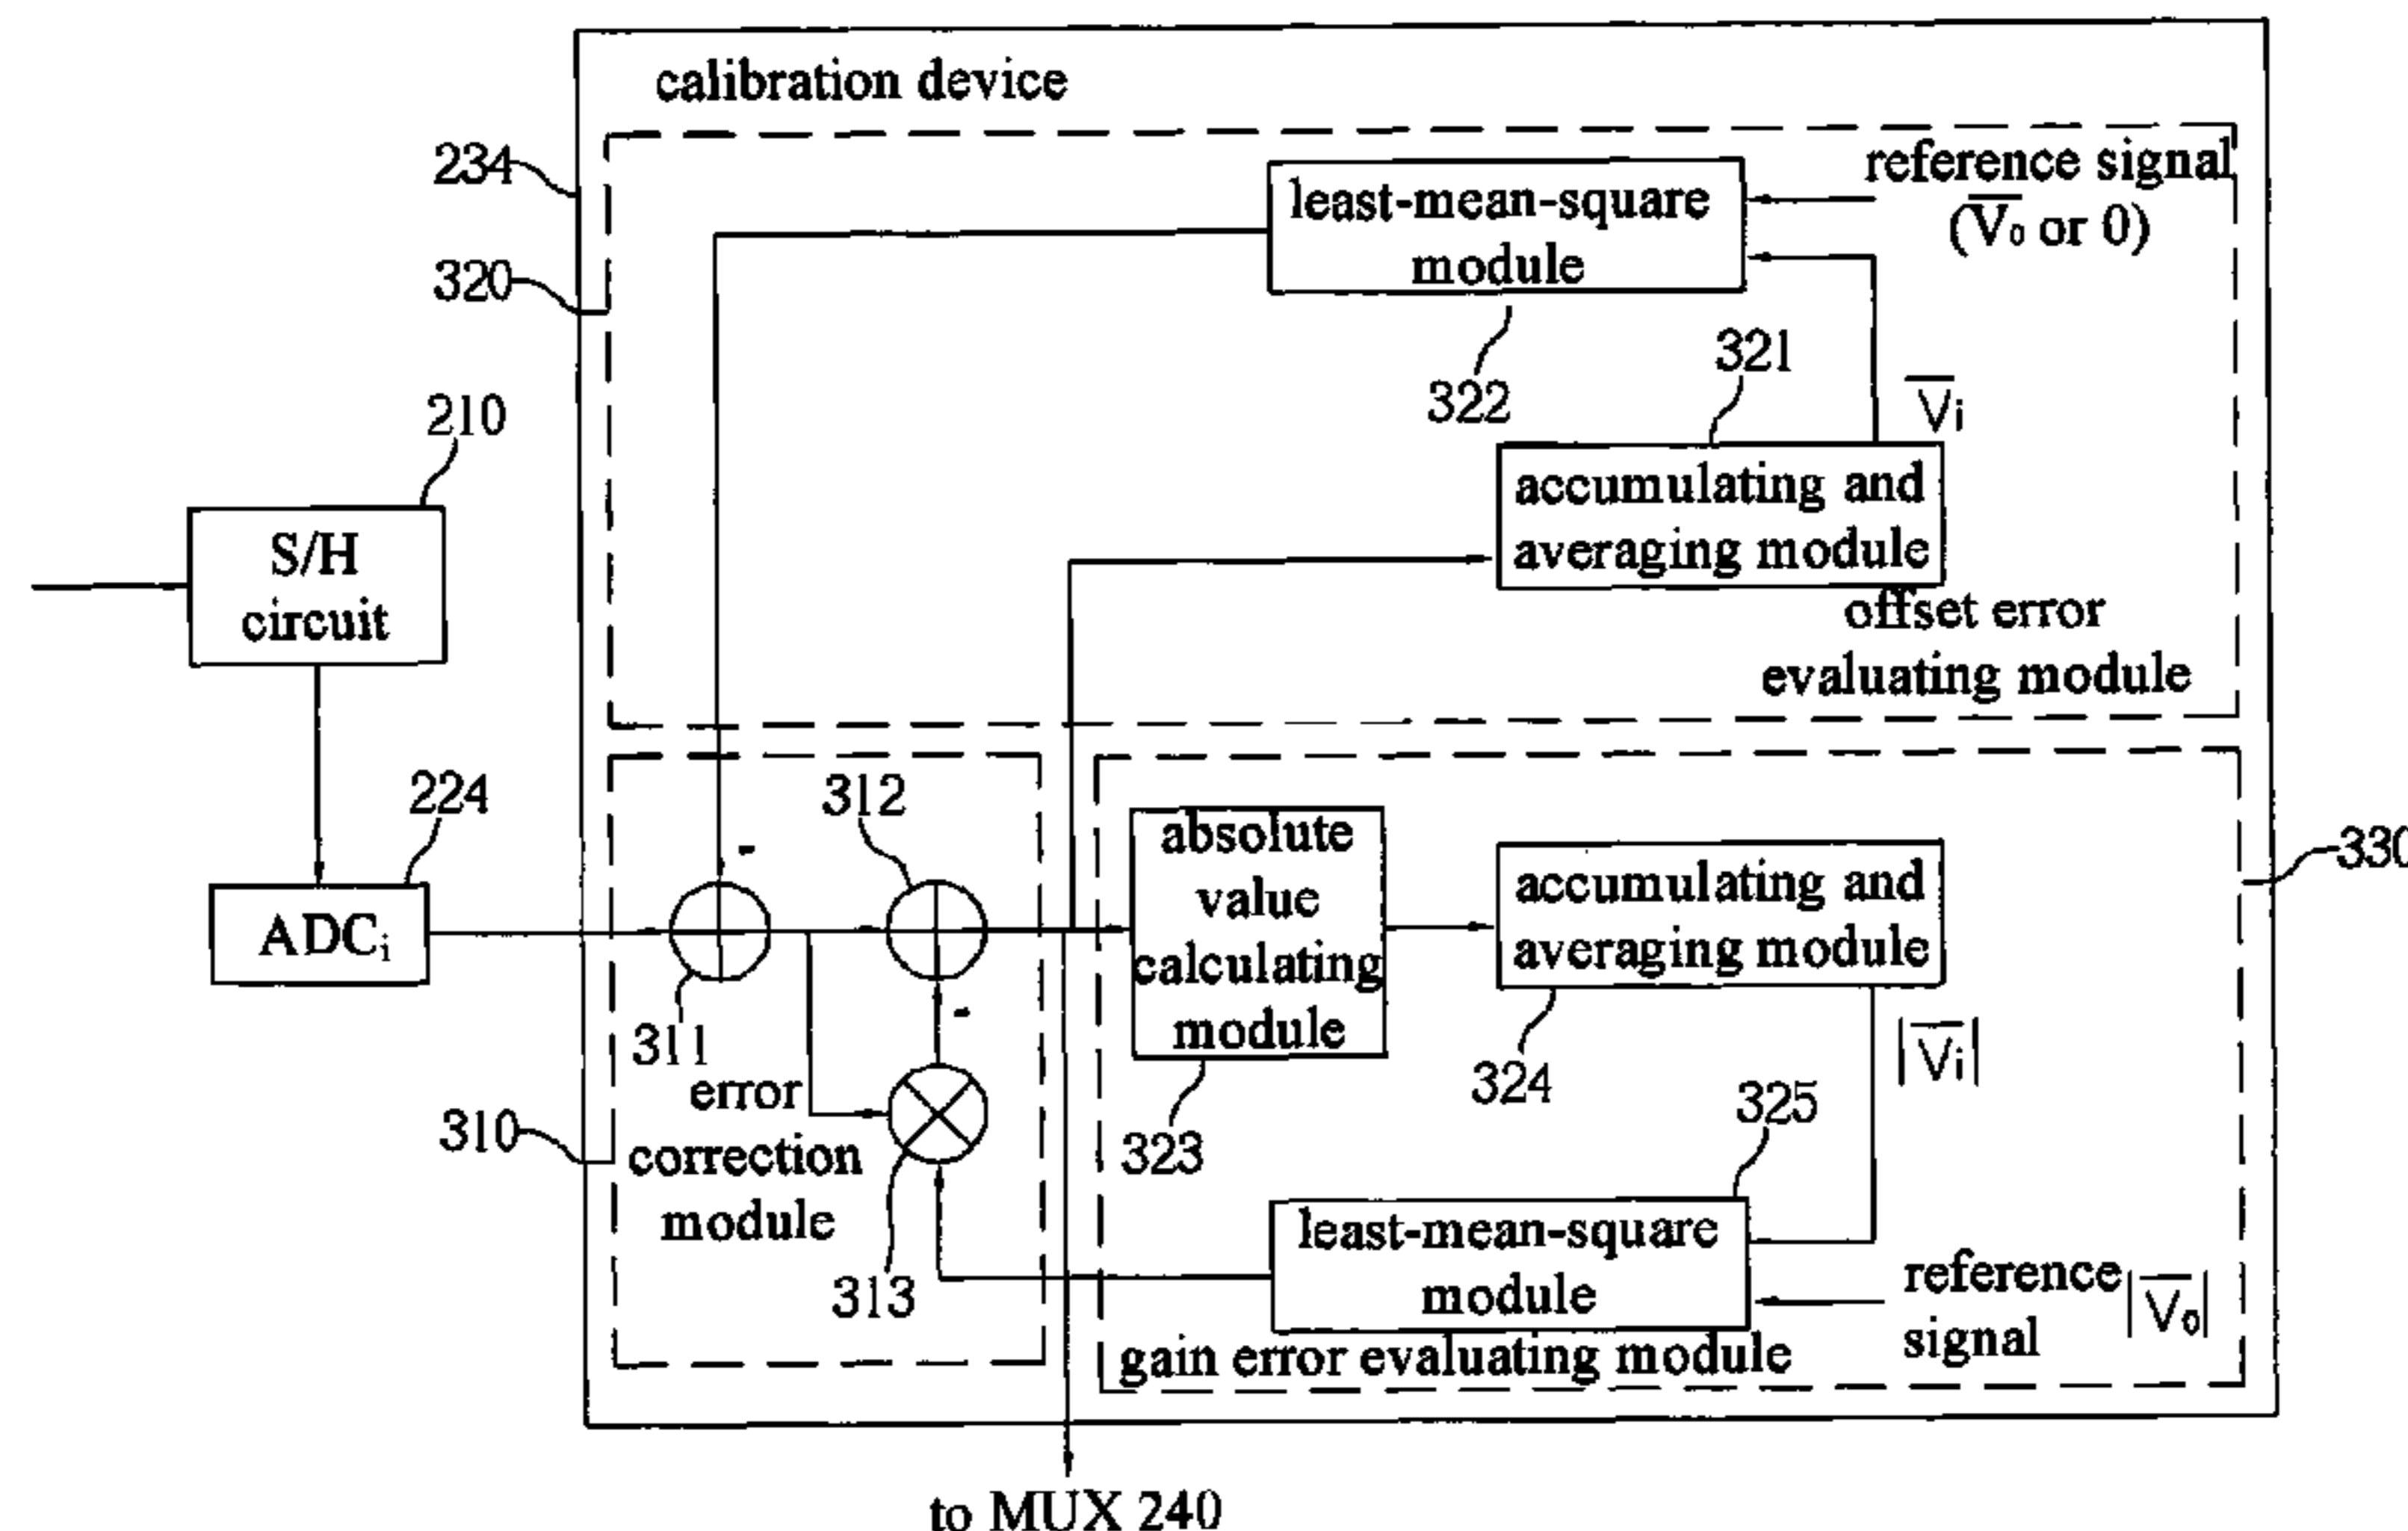 calibration device
234
reference signal
(V̅₀ or 0)
least-mean-square
module
320
322
321
V̅i
210
accumulating and
averaging module
S/H
circuit
offset error
evaluating module
224
312
absolute
value
calculating
module
accumulating and
averaging module
330
ADCi
-
-
311
error
correction
module
310
313
323
324
|V̅i|
325
least-mean-square
module
reference
signal
|V̅₀|
gain error evaluating module
to MUX 240